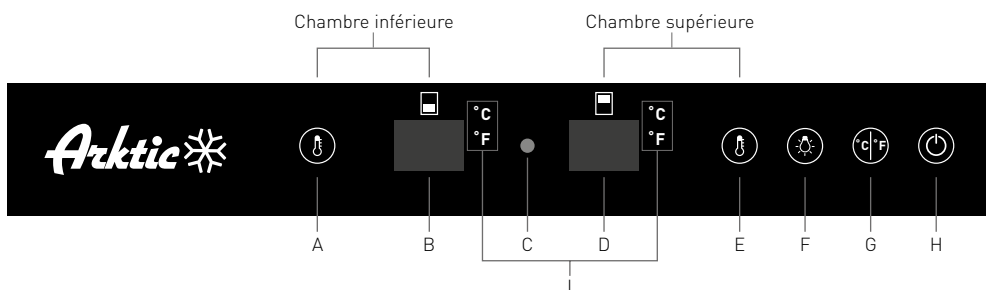 Chambre inférieure Chambre supérieure
Arktic
°C °C
°F °F
°C °F
A B C D E F G H
I